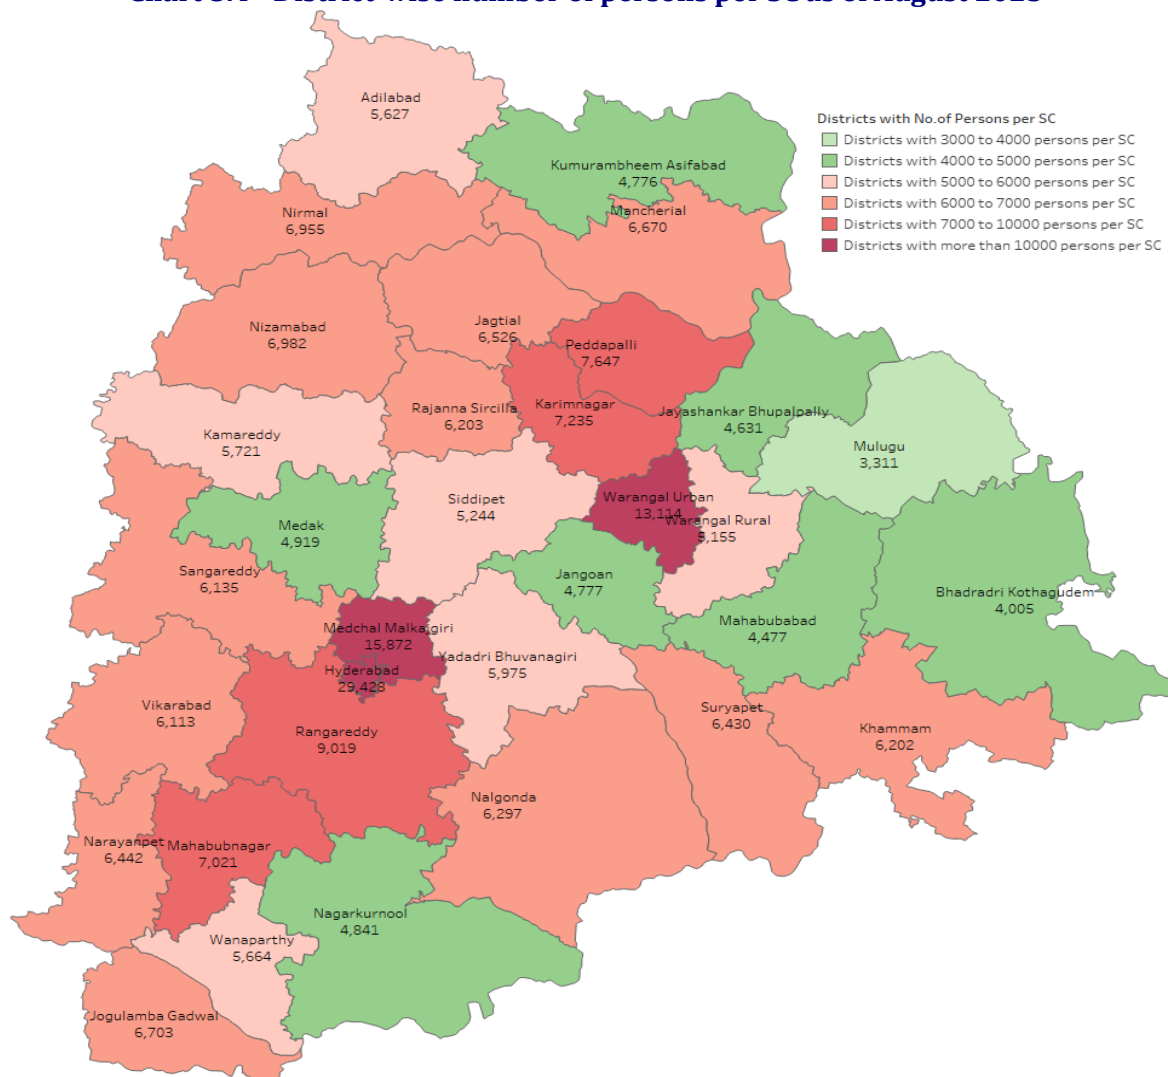 Adilabad
5,627
Districts with No.of Persons per SC
Districts with 3000 to 4000 persons per SC
Districts with 4000 to 5000 persons per SC
Districts with 5000 to 6000 persons per SC
Districts with 6000 to 7000 persons per SC
Districts with 7000 to 10000 persons per SC
Districts with more than 10000 persons per SC
Kumurambheem Asifabad
4,776
Nirmal
6,955
Mancherial
6,670
Nizamabad
6,982
Jagtial
6,526
Peddapalli
7,647
Rajanna Sircilla
6,203
Karimnagar
7,235
Jayashankar Bhupalpally
4,631
Kamareddy
5,721
Mulugu
3,311
Siddipet
5,244
Warangal Urban
13,114
Warangal Rural
5,155
Medak
4,919
Sangareddy
6,135
Jangoan
4,777
Bhadradri Kothagudem
4,005
Mahabubabad
4,477
Medchal Malkajgiri
15,872
Yadadri Bhuvanagiri
5,975
Hyderabad
29,428
Vikarabad
6,113
Suryapet
6,430
Rangareddy
9,019
Khammam
6,202
Nalgonda
6,297
Narayanpet
6,442
Mahabubnagar
7,021
Nagarkurnool
4,841
Wanaparthy
5,664
Jogulamba Gadwal
6,703